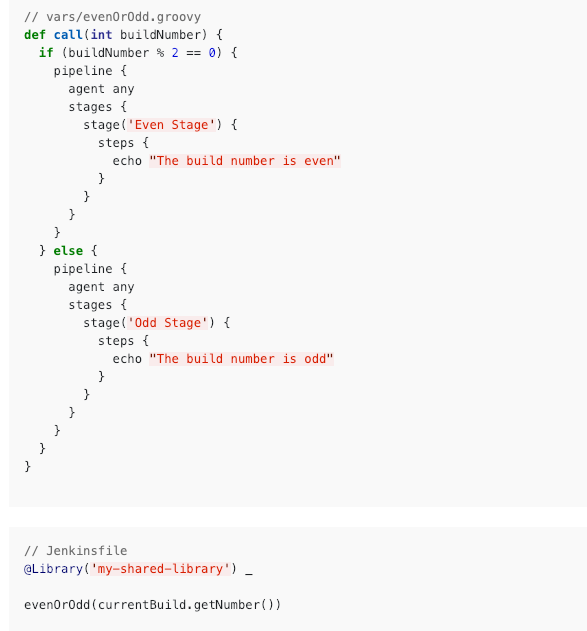 // vars/evenOrOdd.groovy
def call(int buildNumber) {
  if (buildNumber % 2 == 0) {
    pipeline {
      agent any
      stages {
        stage('Even Stage') {
          steps {
            echo "The build number is even"
          }
        }
      }
    }
  } else {
    pipeline {
      agent any
      stages {
        stage('Odd Stage') {
          steps {
            echo "The build number is odd"
          }
        }
      }
    }
  }
}
// Jenkinsfile
@Library('my-shared-library') _
evenOrOdd(currentBuild.getNumber())